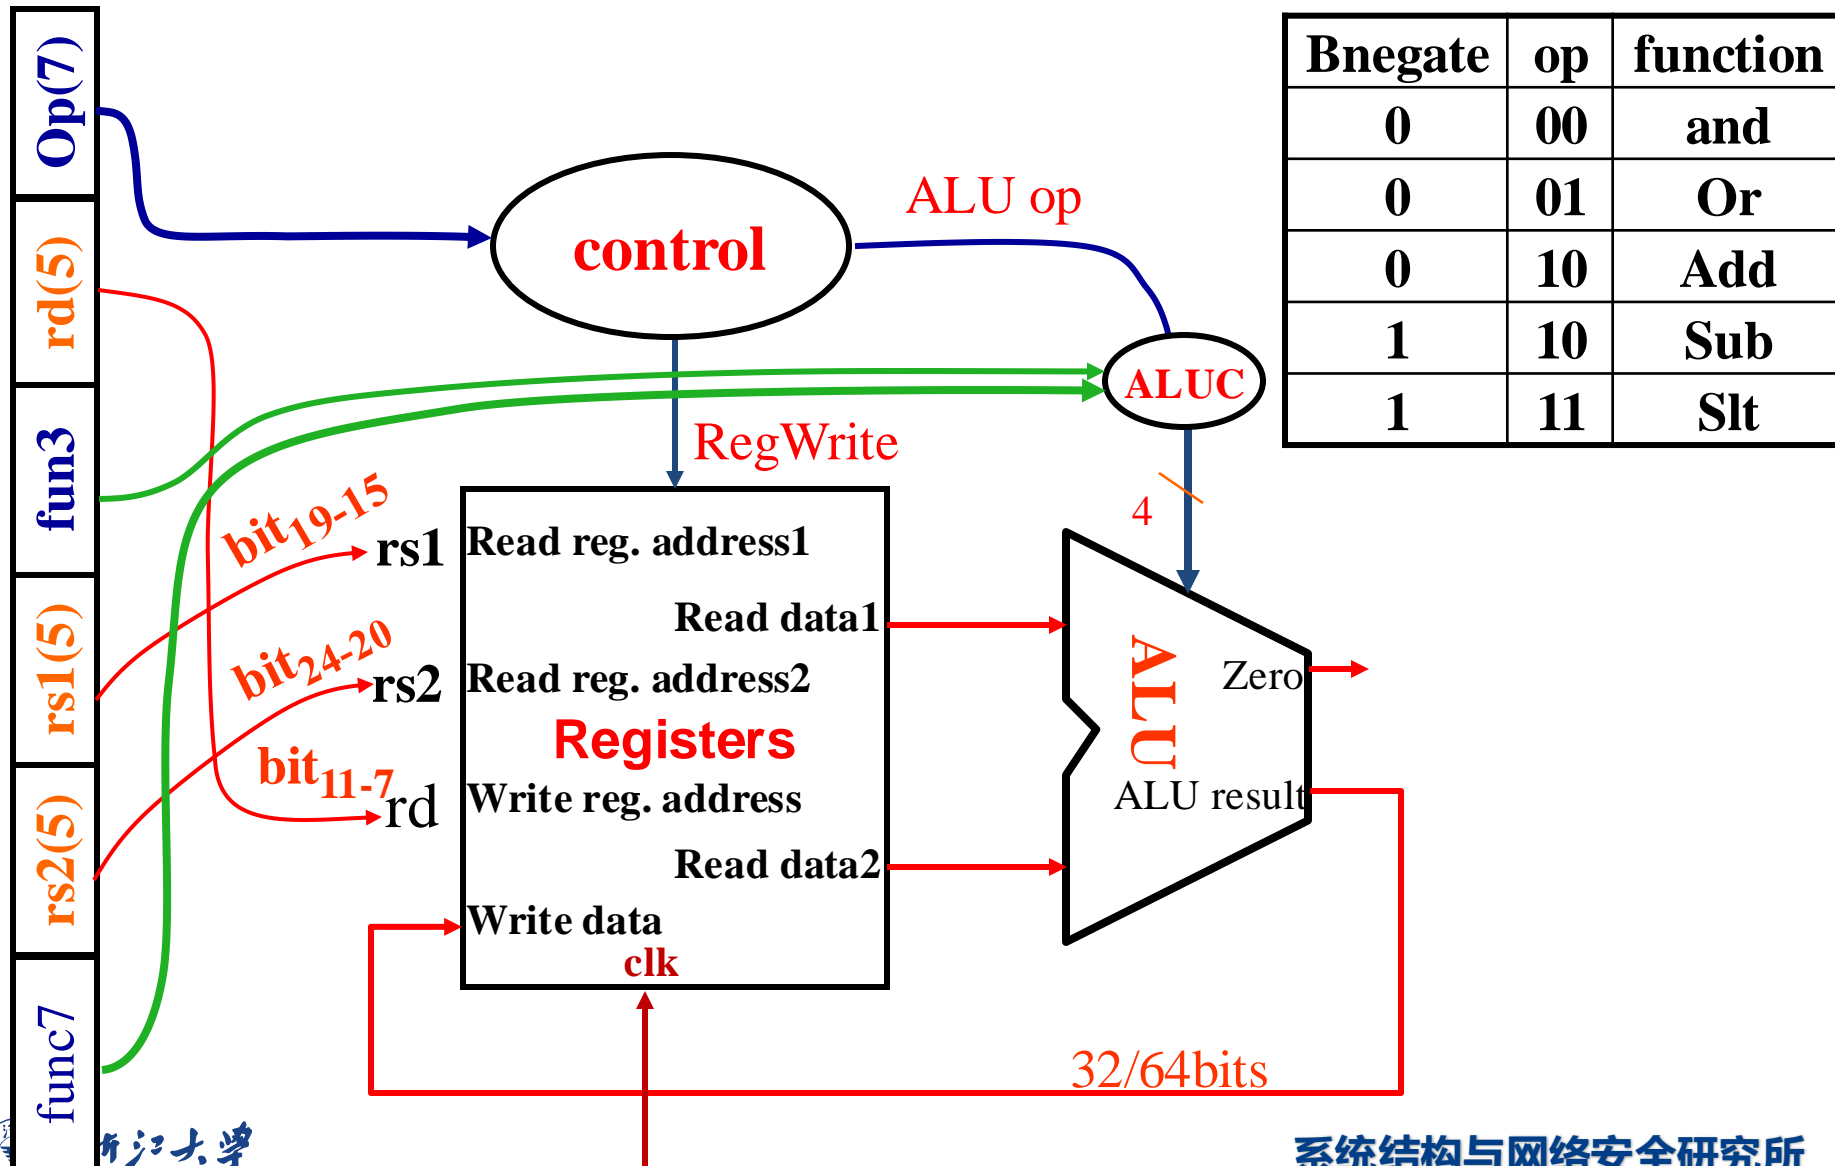 Op(7)
rd(5)
fun3
rs1(5)
rs2(5)
func7
control
ALU op
ALUC
RegWrite
4
bit19-15
rs1
bit24-20
rs2
bit11-7
rd
Read reg. address1
Read data1
Read reg. address2
Registers
Write reg. address
Read data2
Write data
clk
ALU
Zero
ALU result
32/64bits
Bnegate op function
0 00 and
0 01 Or
0 10 Add
1 10 Sub
1 11 Slt
浙江大学
系统结构与网络安全研究所